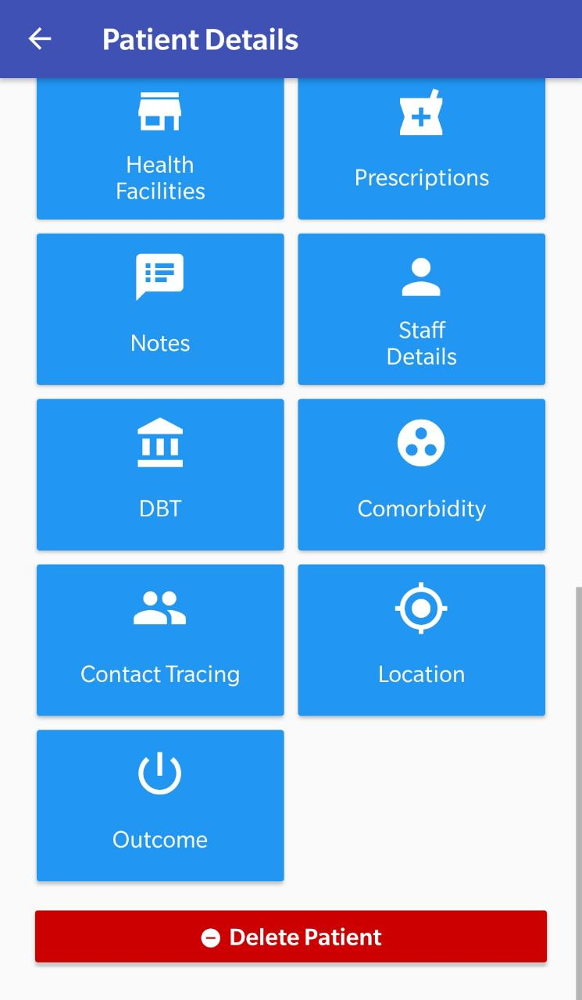 Patient Details
Health
Facilities
Prescriptions
Notes
Staff
Details
DBT
Comorbidity
Contact Tracing
Location
Outcome
Delete Patient